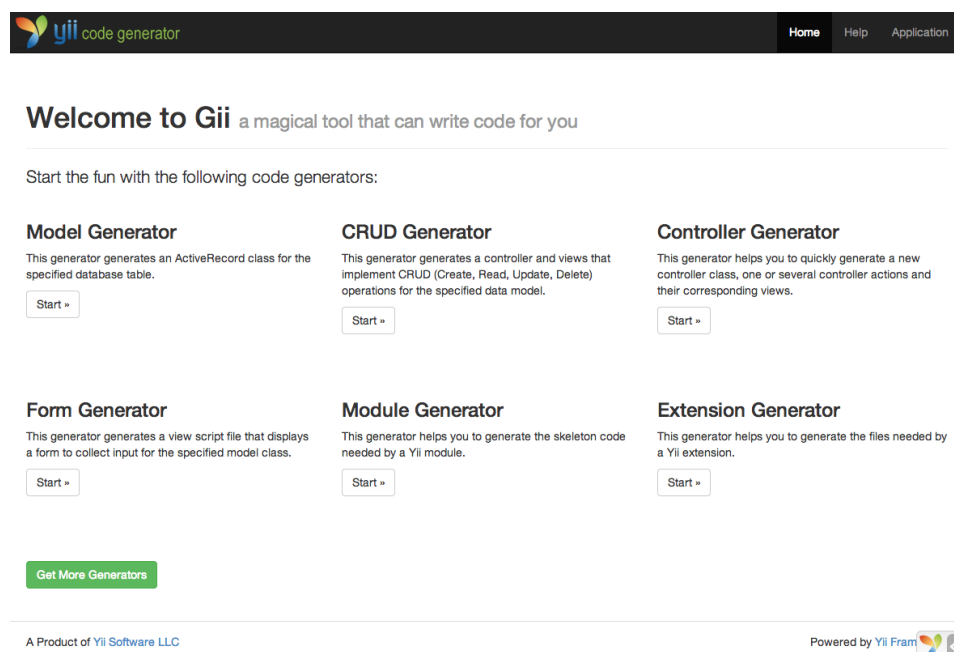 yii code generator
Home Help Application
Welcome to Gii a magical tool that can write code for you
Start the fun with the following code generators:
Model Generator
This generator generates an ActiveRecord class for the
specified database table.
Start »
CRUD Generator
This generator generates a controller and views that
implement CRUD (Create, Read, Update, Delete)
operations for the specified data model.
Start »
Controller Generator
This generator helps you to quickly generate a new
controller class, one or several controller actions and
their corresponding views.
Start »
Form Generator
This generator generates a view script file that displays
a form to collect input for the specified model class.
Start »
Module Generator
This generator helps you to generate the skeleton code
needed by a Yii module.
Start »
Extension Generator
This generator helps you to generate the files needed by
a Yii extension.
Start »
Get More Generators
A Product of Yii Software LLC
Powered by Yii Fram